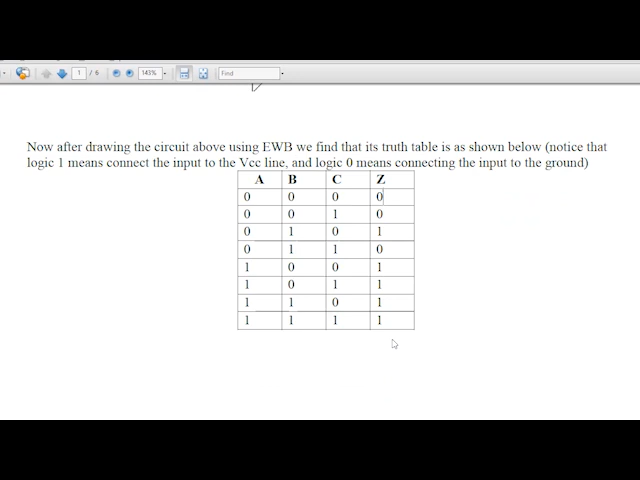 1 / 6 143% Find
Now after drawing the circuit above using EWB we find that its truth table is as shown below (notice that
logic 1 means connect the input to the Vcc line, and logic 0 means connecting the input to the ground)
A B C Z
0 0 0 0
0 0 1 0
0 1 0 1
0 1 1 0
1 0 0 1
1 0 1 1
1 1 0 1
1 1 1 1